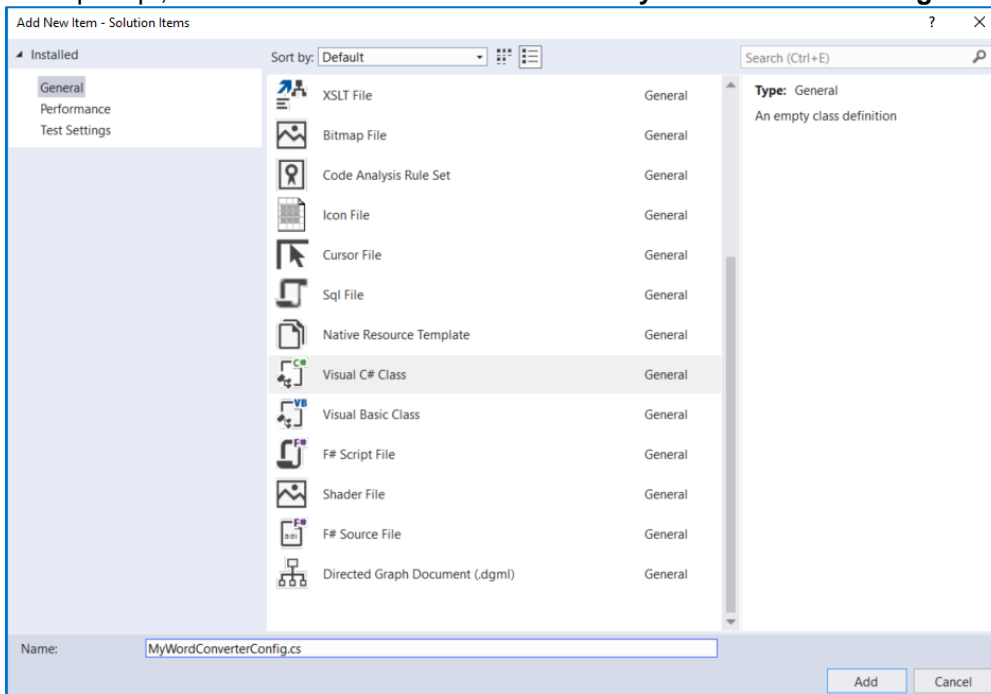 Add New Item - Solution Items ? ×
Installed
Sort by: Default
Search (Ctrl+E)
General
Performance
Test Settings
XSLT File General
Bitmap File General
Code Analysis Rule Set General
Icon File General
Cursor File General
Sql File General
Native Resource Template General
Visual C# Class General
Visual Basic Class General
F# Script File General
Shader File General
F# Source File General
Directed Graph Document (.dgml) General
Type: General
An empty class definition
Name: MyWordConverterConfig.cs
Add Cancel